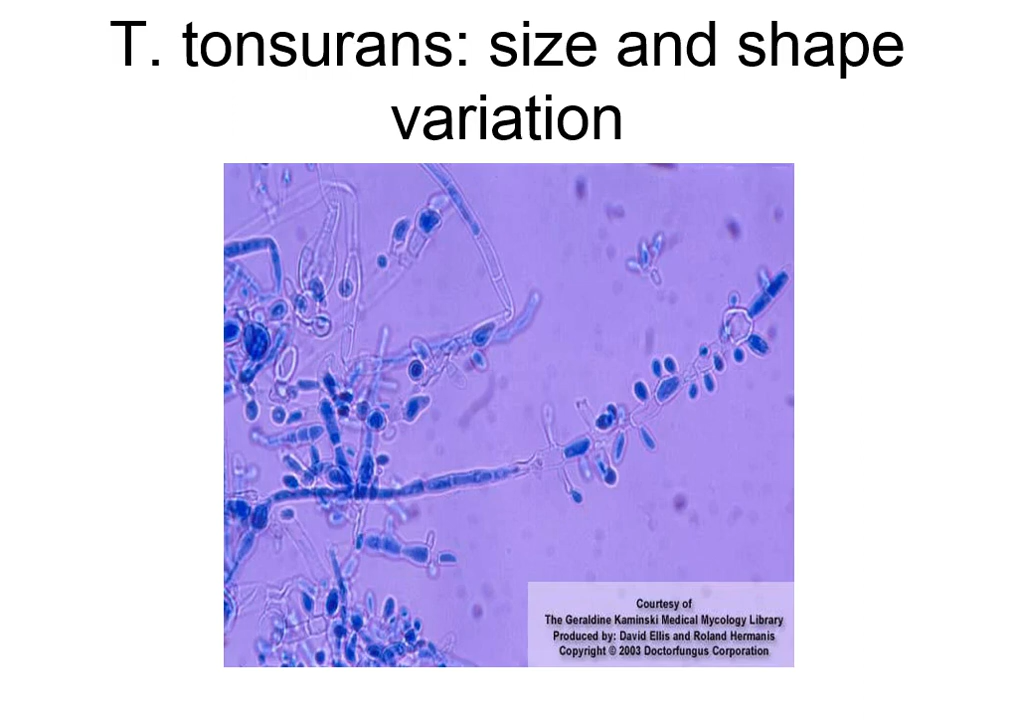 T. tonsurans: size and shape
variation
Courtesy of
The Geraldine Kaminski Medical Mycology Library
Produced by: David Ellis and Roland Hermanis
Copyright © 2003 Doctorfungus Corporation